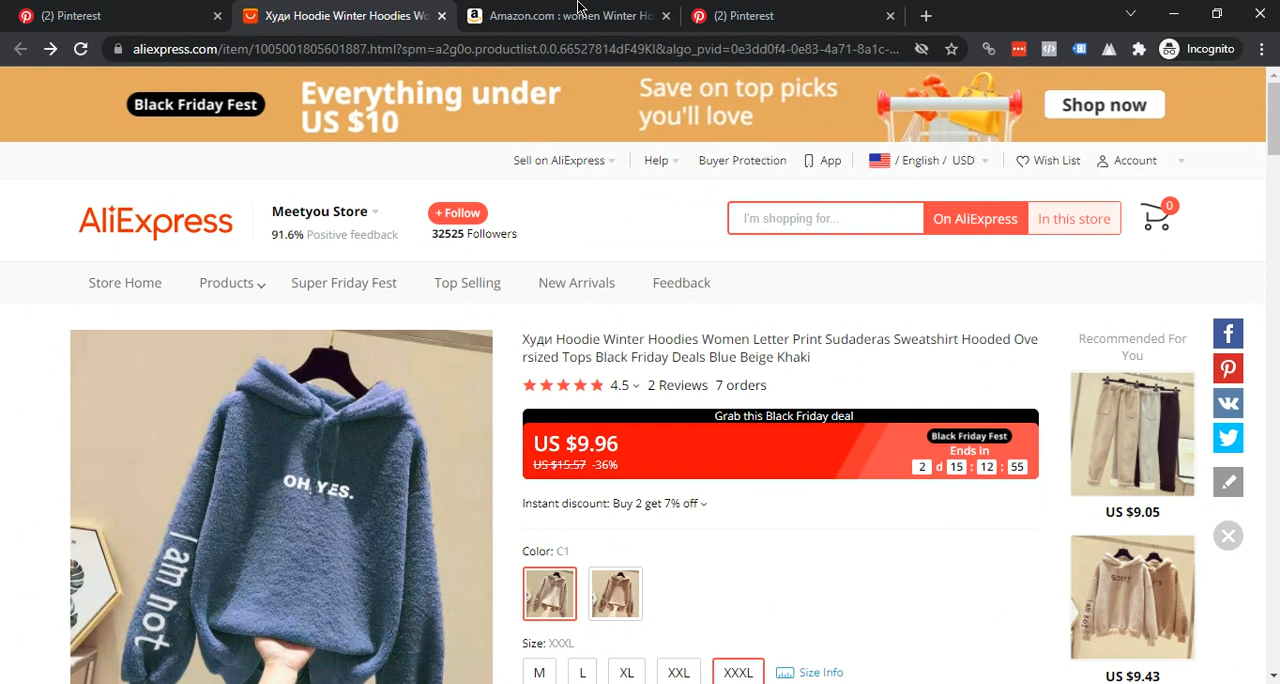 (2) Pinterest
Худи Hoodie Winter Hoodies Wo
Amazon.com : women Winter Ho
(2) Pinterest
aliexpress.com/item/1005001805601887.html?spm=a2g0o.productlist.0.0.66527814dF49KI&algo_pvid=0e3dd0f4-0e83-4a71-8a1c-...
Incognito
Black Friday Fest
Everything under
US $10
Save on top picks
you'll love
Shop now
Sell on AliExpress
Help
Buyer Protection
App
/ English / USD
Wish List
Account
AliExpress
Meetyou Store
91.6% Positive feedback
+ Follow
32525 Followers
I'm shopping for...
On AliExpress
In this store
0
Store Home
Products
Super Friday Fest
Top Selling
New Arrivals
Feedback
OH, YES.
I am not
Худи Hoodie Winter Hoodies Women Letter Print Sudaderas Sweatshirt Hooded Ove
rsized Tops Black Friday Deals Blue Beige Khaki
4.5 2 Reviews 7 orders
Grab this Black Friday deal
US $9.96
US $15.57 -36%
Black Friday Fest
Ends in
2 d 15 : 12 : 55
Instant discount: Buy 2 get 7% off
Color: C1
Size: XXXL
M
L
XL
XXL
XXXL
Size Info
Recommended For
You
US $9.05
Sorry
US $9.43